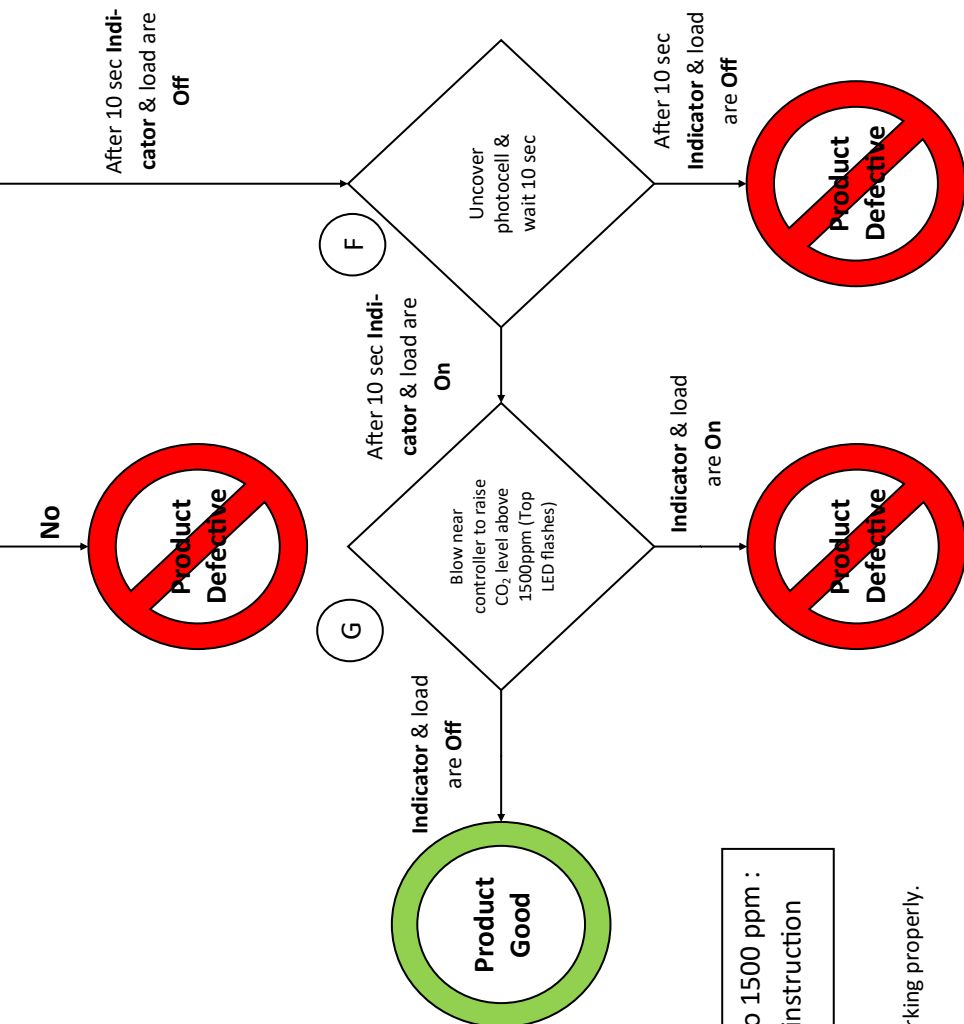 No
Product
Defective
After 10 sec Indi-
cator & load are
Off
F
Uncover
photocell &
wait 10 sec
After 10 sec
Indicator & load
are Off
Product
Defective
After 10 sec Indi-
cator & load are
On
G
Blow near
controller to raise
CO₂ level above
1500ppm (Top
LED flashes)
Indicator & load
are On
Product
Defective
Indicator & load
are Off
Product
Good
o 1500 ppm :
instruction
rking properly.